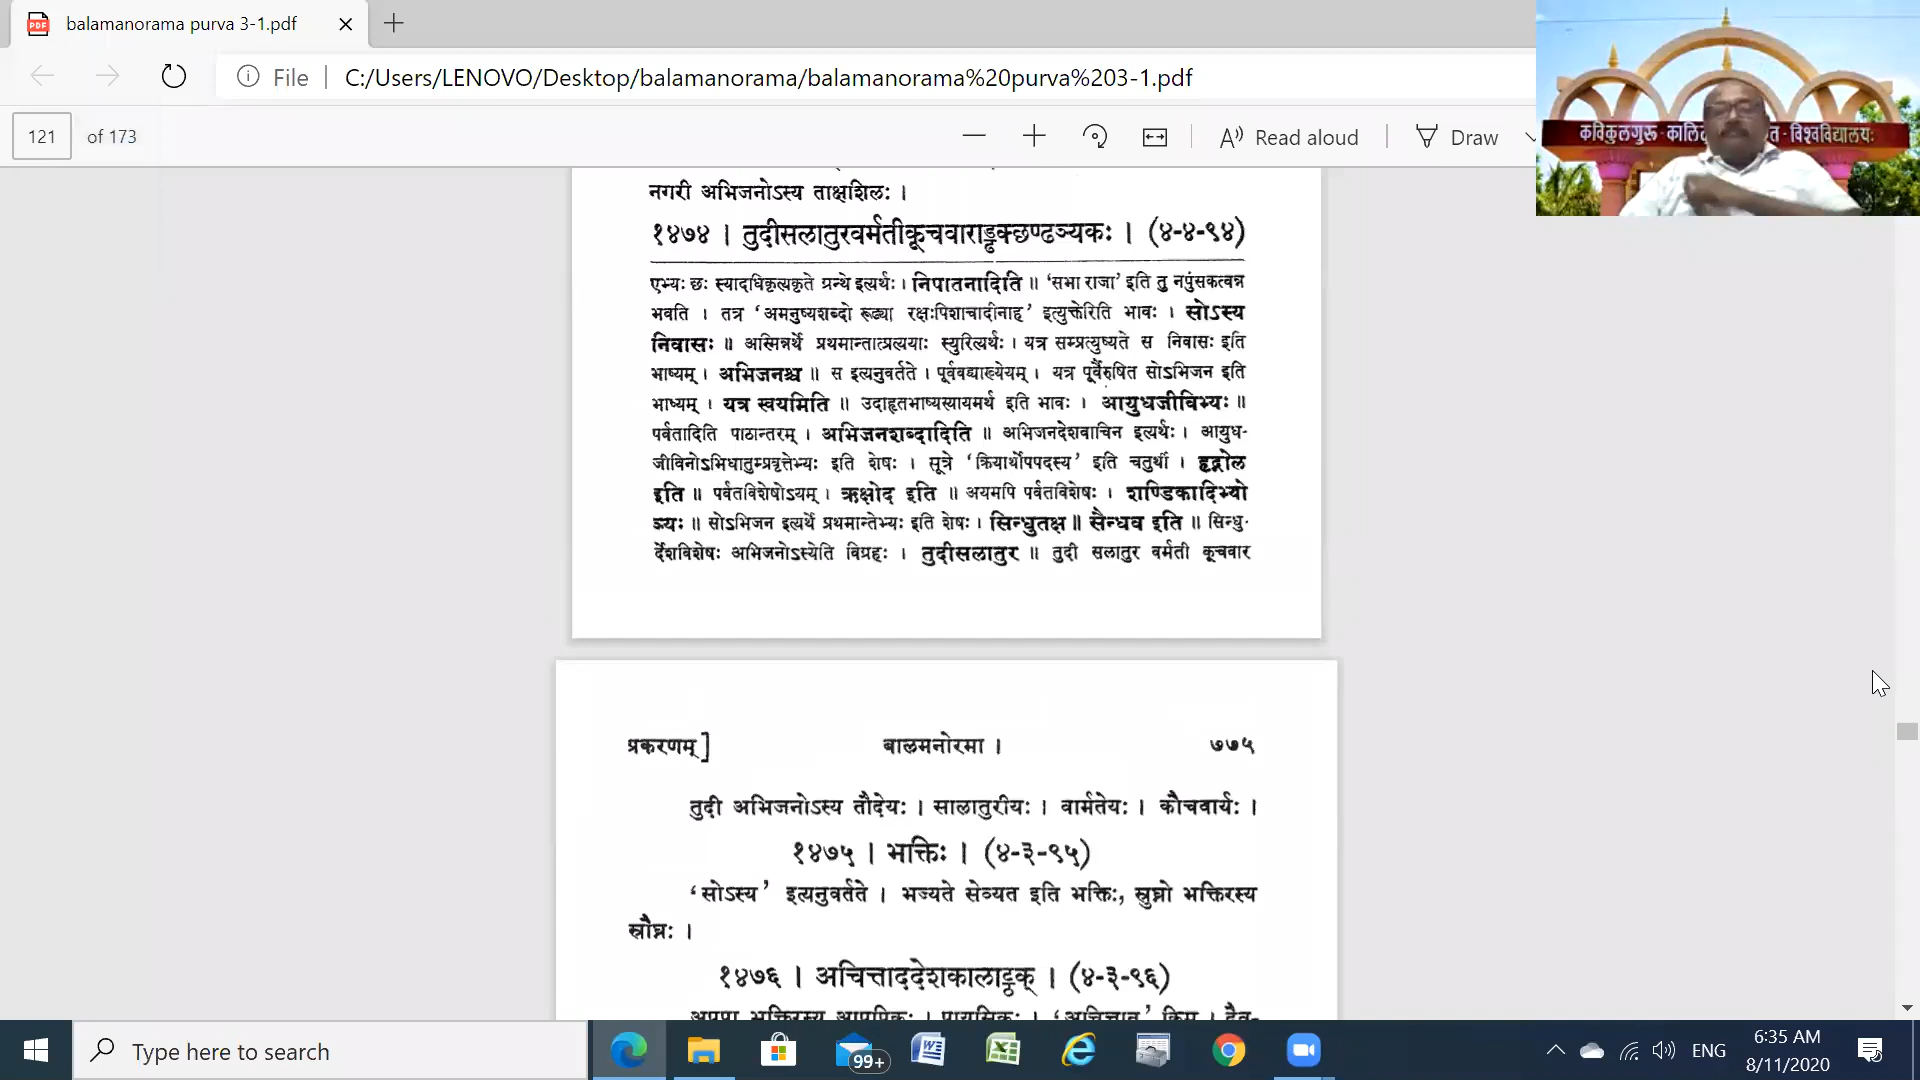 balamanorama purva 3-1.pdf
File
C:/Users/LENOVO/Desktop/balamanorama/balamanorama%20purva%203-1.pdf
121 of 173
Read aloud
Draw
कविकुलगुरू-कालि त-विश्वविद्यालयः
नगरी अभिजनोऽस्य ताक्षशिलः ।
१४७४ । तुदीसलातुरवर्मतीकूचवाराड्ढक्छण्ढञ्यकः । (४-४-९४)
एभ्यः छः स्यादधिकृत्यकृते ग्रन्थे इत्यर्थः । निपातनादिति ॥ 'सभा राजा' इति तु नपुंसकत्वन्न
भवति । तत्र 'अमनुष्यशब्दो रूढ्या रक्षःपिशाचादीनाह' इत्युक्तेरिति भावः । सोऽस्य
निवासः ॥ अस्मिन्नर्थे प्रथमान्तात्प्रत्ययाः स्युरित्यर्थः । यत्र सम्प्रत्युष्यते स निवासः इति
भाष्यम् । अभिजनश्च ॥ स इत्यनुवर्तते । पूर्ववद्व्याख्येयम् । यत्र पूर्वैरुषित सोऽभिजन इति
भाष्यम् । यत्र स्वयमिति ॥ उदाहृतभाष्यस्यायमर्थ इति भावः । आयुधजीविभ्यः ॥
पर्वतादिति पाठान्तरम् । अभिजनशब्दादिति ॥ अभिजनदेशवाचिन इत्यर्थः । आयुध-
जीविनोऽभिधातुम्प्रवृत्तेभ्यः इति शेषः । सूत्रे 'क्रियार्थोपपदस्य' इति चतुर्थी । हृद्गोल
इति ॥ पर्वतविशेषोऽयम् । ऋक्षोद इति ॥ अयमपि पर्वतविशेषः । शाण्डिकादिभ्यो
ञ्यः ॥ सोऽभिजन इत्यर्थे प्रथमान्तेभ्यः इति शेषः । सिन्धुतक्ष ॥ सैन्धव इति ॥ सिन्धु-
र्देशविशेषः अभिजनोऽस्येति विग्रहः । तुदीसलातुर ॥ तुदी सलातुर वर्मती कूचवार
प्रकरणम्] बालमनोरमा । ७७५
तुदी अभिजनोऽस्य तौदेयः । सालातुरीयः । वार्मतेयः । कौचवार्यः ।
१४७५ । भक्तिः । (४-३-९५)
'सोऽस्य' इत्यनुवर्तते । भज्यते सेव्यत इति भक्तिः, स्रुघ्नो भक्तिरस्य
स्रौघ्नः ।
१४७६ । अचित्ताददेशकालाट्ठक् । (४-३-९६)
अपूपा भक्तिरस्य आपूपिकः । पायसिकः । 'अचित्तात्' किम् । दैव-
Type here to search
99+
ENG
6:35 AM
8/11/2020